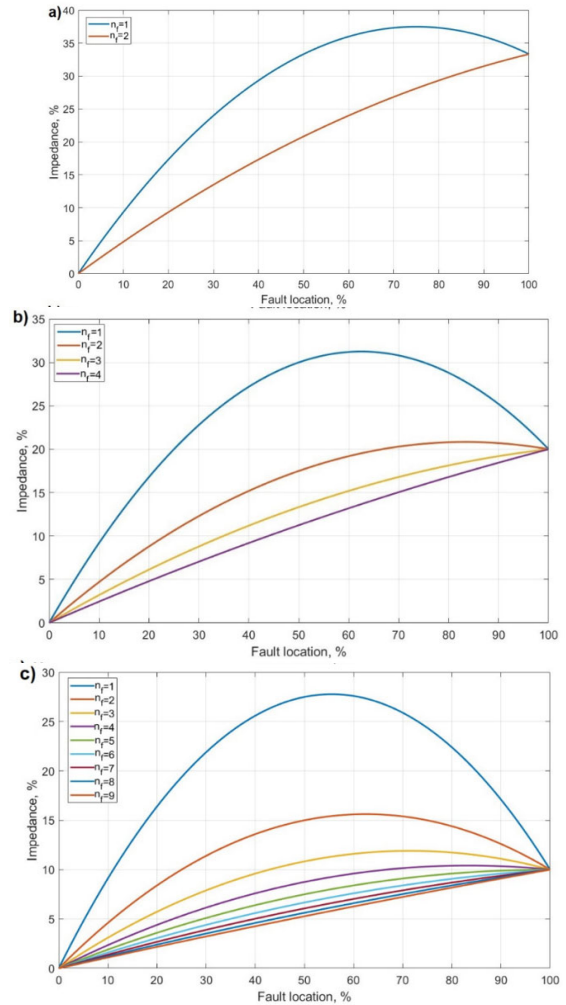 a)
40
35
30
25
20
15
10
5
0
Impedance, %
n_f=1
n_f=2
0 10 20 30 40 50 60 70 80 90 100
Fault location, %
b)
35
30
25
20
15
10
5
0
Impedance, %
n_f=1
n_f=2
n_f=3
n_f=4
0 10 20 30 40 50 60 70 80 90 100
Fault location, %
c)
30
25
20
15
10
5
0
Impedance, %
n_f=1
n_f=2
n_f=3
n_f=4
n_f=5
n_f=6
n_f=7
n_f=8
n_f=9
0 10 20 30 40 50 60 70 80 90 100
Fault location, %